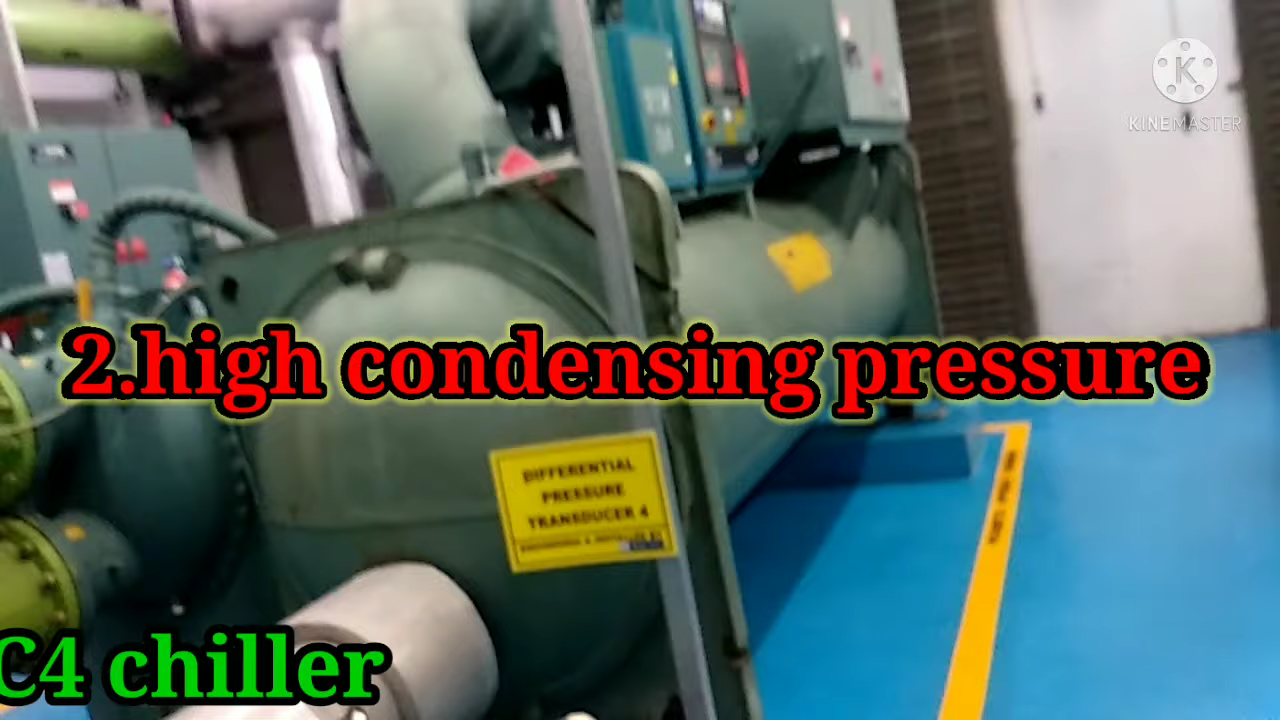 K
KINEMASTER
2.high condensing pressure
DIFFERENTIAL
PRESSURE
TRANSDUCER 4
C4 chiller